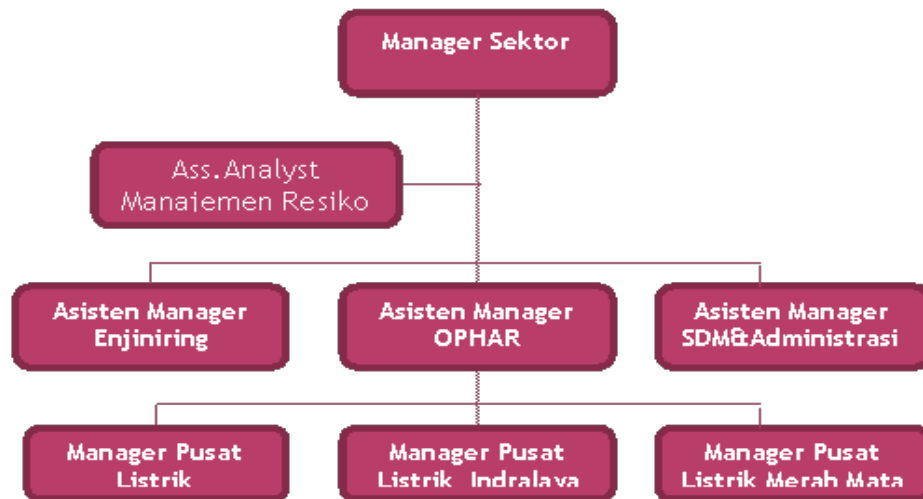 Manager Sektor
Ass.Analyst
Manajemen Resiko
Asisten Manager
Enjiniring
Asisten Manager
OPHAR
Asisten Manager
SDM&Administrasi
Manager Pusat
Listrik
Manager Pusat
Listrik Indralaya
Manager Pusat
Listrik Merah Mata